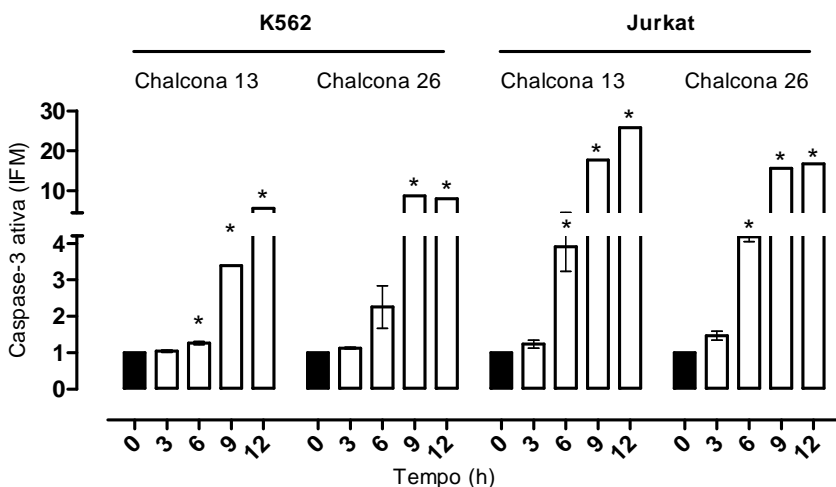 K562 Jurkat
Chalcona 13 Chalcona 26 Chalcona 13 Chalcona 26
Caspase-3 ativa (IFM)
30
20
10
4
3
2
1
0
* * * * * * * * * *
0 3 6 9 12 0 3 6 9 12 0 3 6 9 12 0 3 6 9 12
Tempo (h)